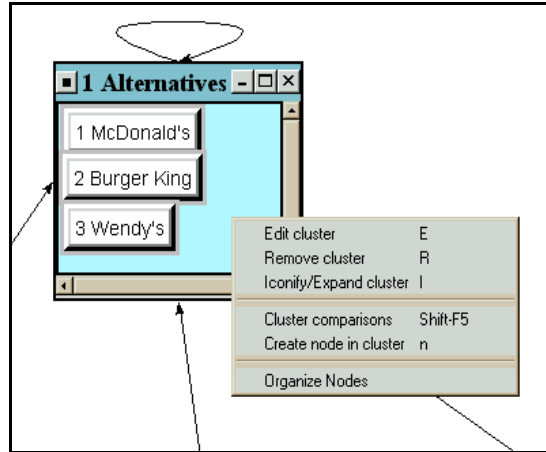 1 Alternatives
1 McDonald's
2 Burger King
3 Wendy's
Edit cluster E
Remove cluster R
Iconify/Expand cluster I
Cluster comparisons Shift-F5
Create node in cluster n
Organize Nodes